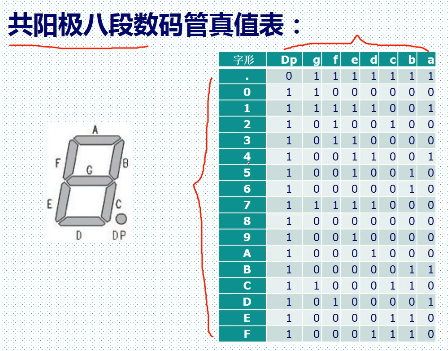 共阳极八段数码管真值表：
字形 Dp g f e d c b a
. 0 1 1 1 1 1 1 1
0 1 1 0 0 0 0 0 0
1 1 1 1 1 1 0 0 1
2 1 0 1 0 0 1 0 0
3 1 0 1 1 0 0 0 0
4 1 0 0 1 1 0 0 1
5 1 0 0 1 0 0 1 0
6 1 0 0 0 0 0 1 0
7 1 1 1 1 1 0 0 0
8 1 0 0 0 0 0 0 0
9 1 0 0 1 0 0 0 0
A 1 0 0 0 1 0 0 0
B 1 0 0 0 0 0 1 1
C 1 1 0 0 0 1 1 0
D 1 0 1 0 0 0 0 1
E 1 0 0 0 0 1 1 0
F 1 0 0 0 1 1 1 0
A
F B
G
E C
D DP